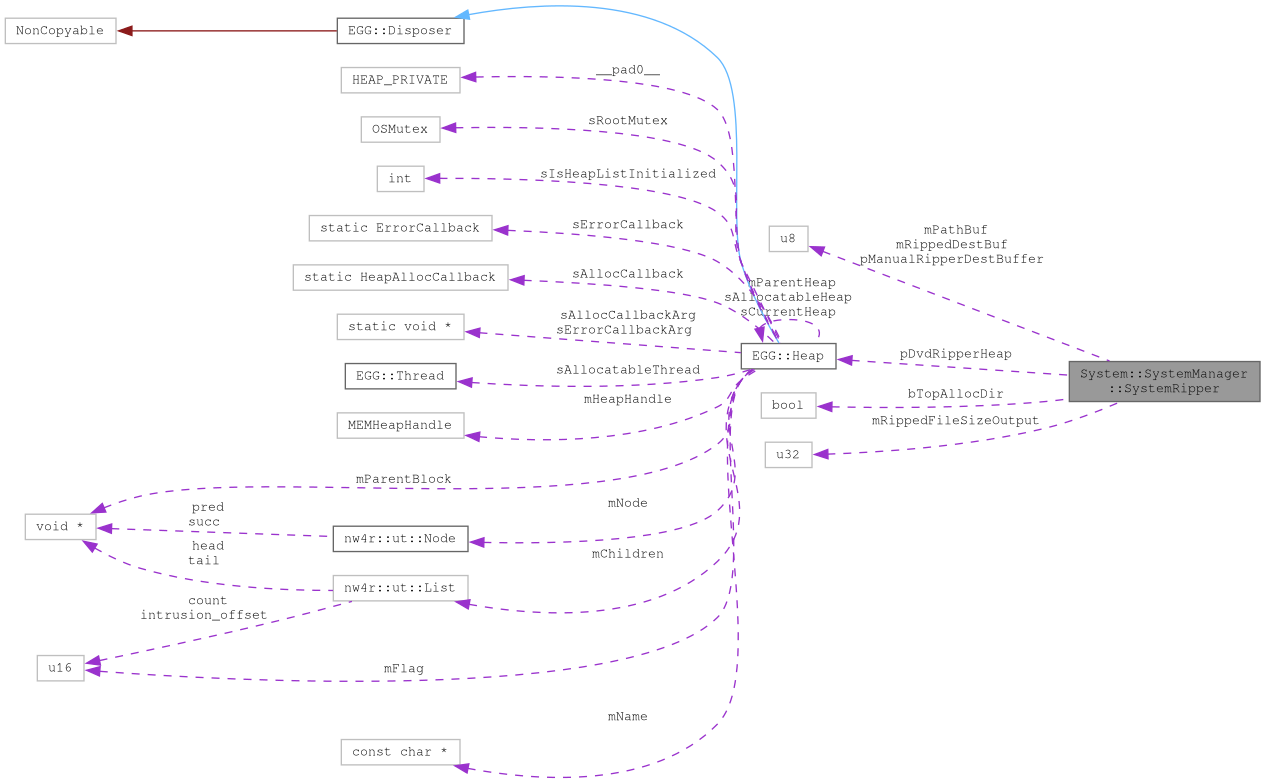 NonCopyable
EGG::Disposer
HEAP_PRIVATE
__pad0__
OSMutex
sRootMutex
int
sIsHeapListInitialized
static ErrorCallback
sErrorCallback
static HeapAllocCallback
sAllocCallback
static void *
sAllocCallbackArg
sErrorCallbackArg
EGG::Thread
sAllocatableThread
MEMHeapHandle
mHeapHandle
void *
mParentBlock
pred
succ
nw4r::ut::Node
mNode
head
tail
nw4r::ut::List
mChildren
count
intrusion_offset
u16
mFlag
const char *
mName
mParentHeap
sAllocatableHeap
sCurrentHeap
EGG::Heap
u8
mPathBuf
mRippedDestBuf
pManualRipperDestBuffer
pDvdRipperHeap
bool
bTopAllocDir
u32
mRippedFileSizeOutput
System::SystemManager
::SystemRipper